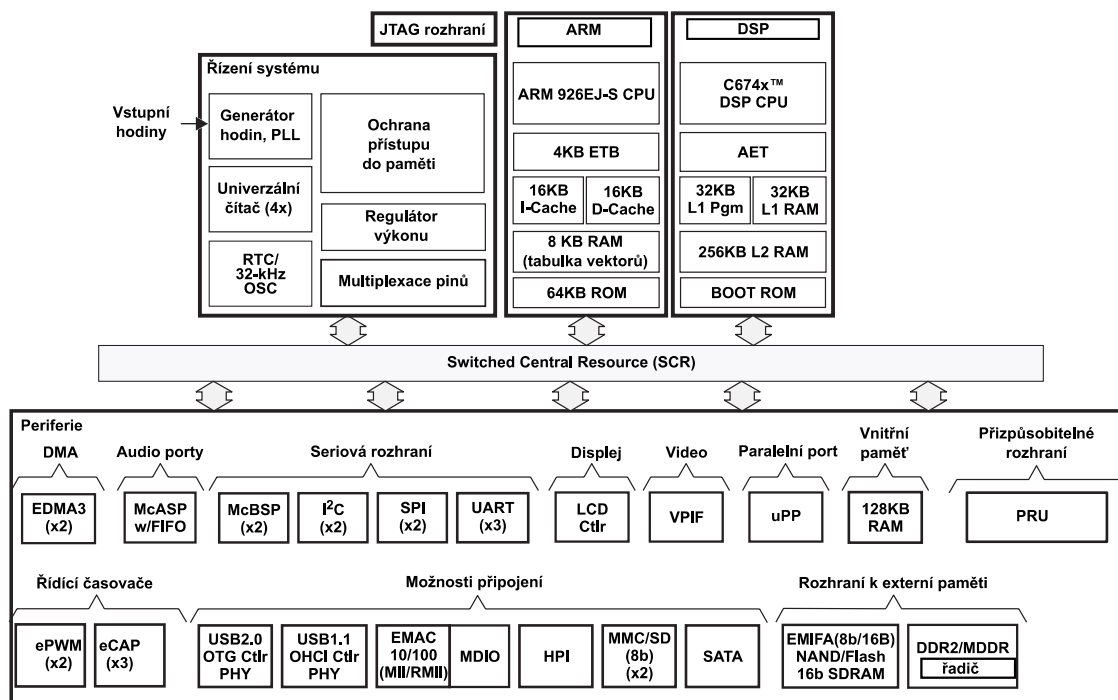 JTAG rozhraní
ARM
DSP
Řízení systému
Vstupní
hodiny
Generátor
hodin, PLL
Ochrana
přístupu
do paměti
Univerzální
čítač (4x)
Regulátor
výkonu
RTC/
32-kHz
OSC
Multiplexace pinů
ARM 926EJ-S CPU
4KB ETB
16KB
I-Cache
16KB
D-Cache
8 KB RAM
(tabulka vektorů)
64KB ROM
C674x™
DSP CPU
AET
32KB
L1 Pgm
32KB
L1 RAM
256KB L2 RAM
BOOT ROM
Switched Central Resource (SCR)
Periferie
DMA
EDMA3
(x2)
Audio porty
McASP
w/FIFO
Seriová rozhraní
McBSP
(x2)
I²C
(x2)
SPI
(x2)
UART
(x3)
Displej
LCD
Ctlr
Video
VPIF
Paralelní port
uPP
Vnitřní
paměť
128KB
RAM
Přizpůsobitelné
rozhraní
PRU
Řídící časovače
ePWM
(x2)
eCAP
(x3)
Možnosti připojení
USB2.0
OTG Ctlr
PHY
USB1.1
OHCI Ctlr
PHY
EMAC
10/100
(MII/RMII)
MDIO
HPI
MMC/SD
(8b)
(x2)
SATA
Rozhraní k externí paměti
EMIFA(8b/16B)
NAND/Flash
16b SDRAM
DDR2/MDDR
řadič